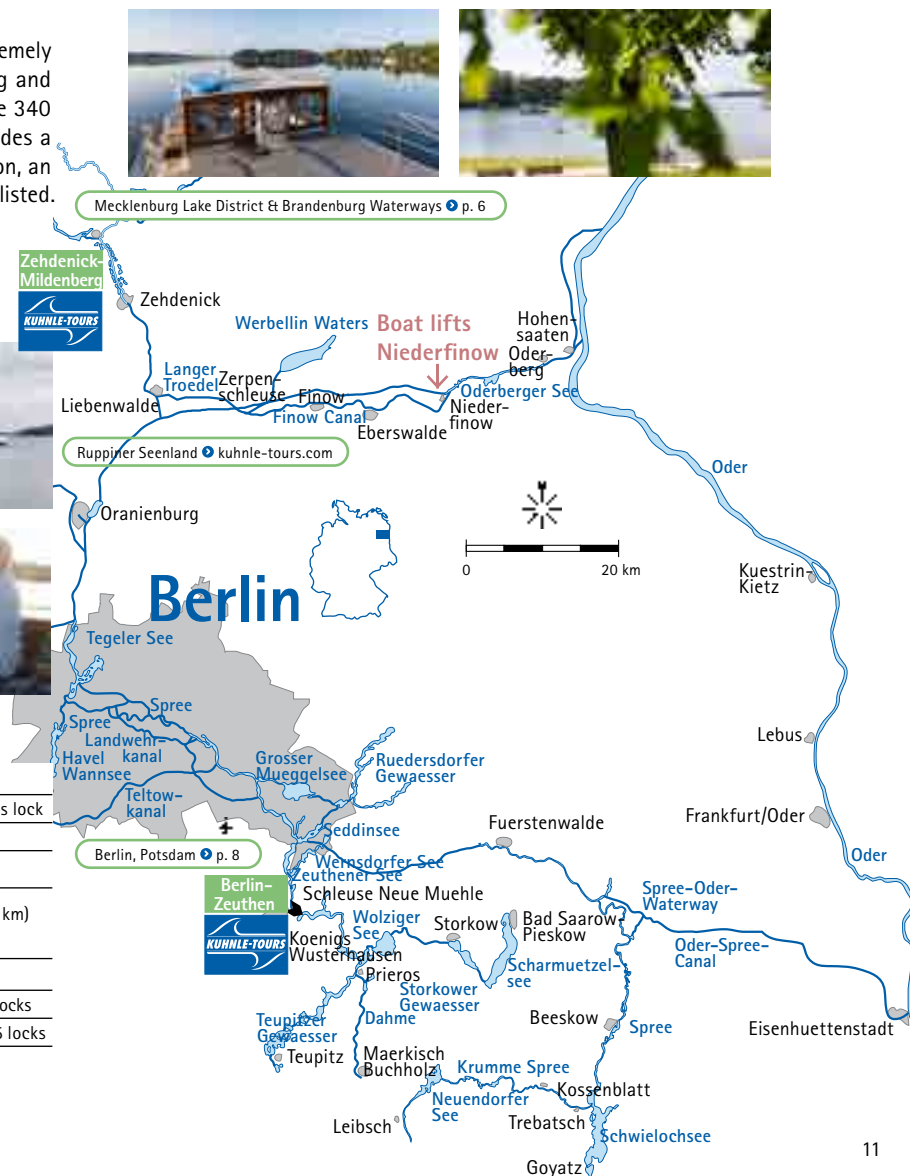 emely
g and
e 340
des a
on, an
listed.
Mecklenburg Lake District & Brandenburg Waterways p. 6
Zehdenick-
Mildenberg
KUHNLE-TOURS
Zehdenick
Werbellin Waters
Boat lifts
Niederfinow
Hohen-
saaten
Oder-
berg
Langer
Troedel
Zerpen-
schleuse
Finow
Oderberger See
Liebenwalde
Finow Canal
Eberswalde
Nieder-
finow
Ruppiner Seenland kuhnle-tours.com
Oder
Oranienburg
0
20 km
Kuestrin-
Kietz
Berlin
Tegeler See
Spree
Spree
Landwehr-
kanal
Havel
Wannsee
Grosser
Mueggelsee
Ruedersdorfer
Gewaesser
Lebus
Teltow-
kanal
s lock
Frankfurt/Oder
Seddinsee
Fuerstenwalde
Berlin, Potsdam p. 8
Wernsdorfer See
Zeuthener See
Oder
Berlin-
Zeuthen
KUHNLE-TOURS
Schleuse Neue Muehle
Spree-Oder-
Waterway
km)
Wolziger
See
Storkow
Bad Saarow-
Pieskow
Koenigs
Wusterhausen
Oder-Spree-
Canal
Prieros
Scharmuetzel-
see
Storkower
Gewaesser
ocks
Teupitzer
Gewaesser
Dahme
Beeskow
Spree
Eisenhuettenstadt
5 locks
Teupitz
Maerkisch
Buchholz
Krumme Spree
Kossenblatt
Neuendorfer
See
Leibsch
Trebatsch
Schwielochsee
Goyatz
11